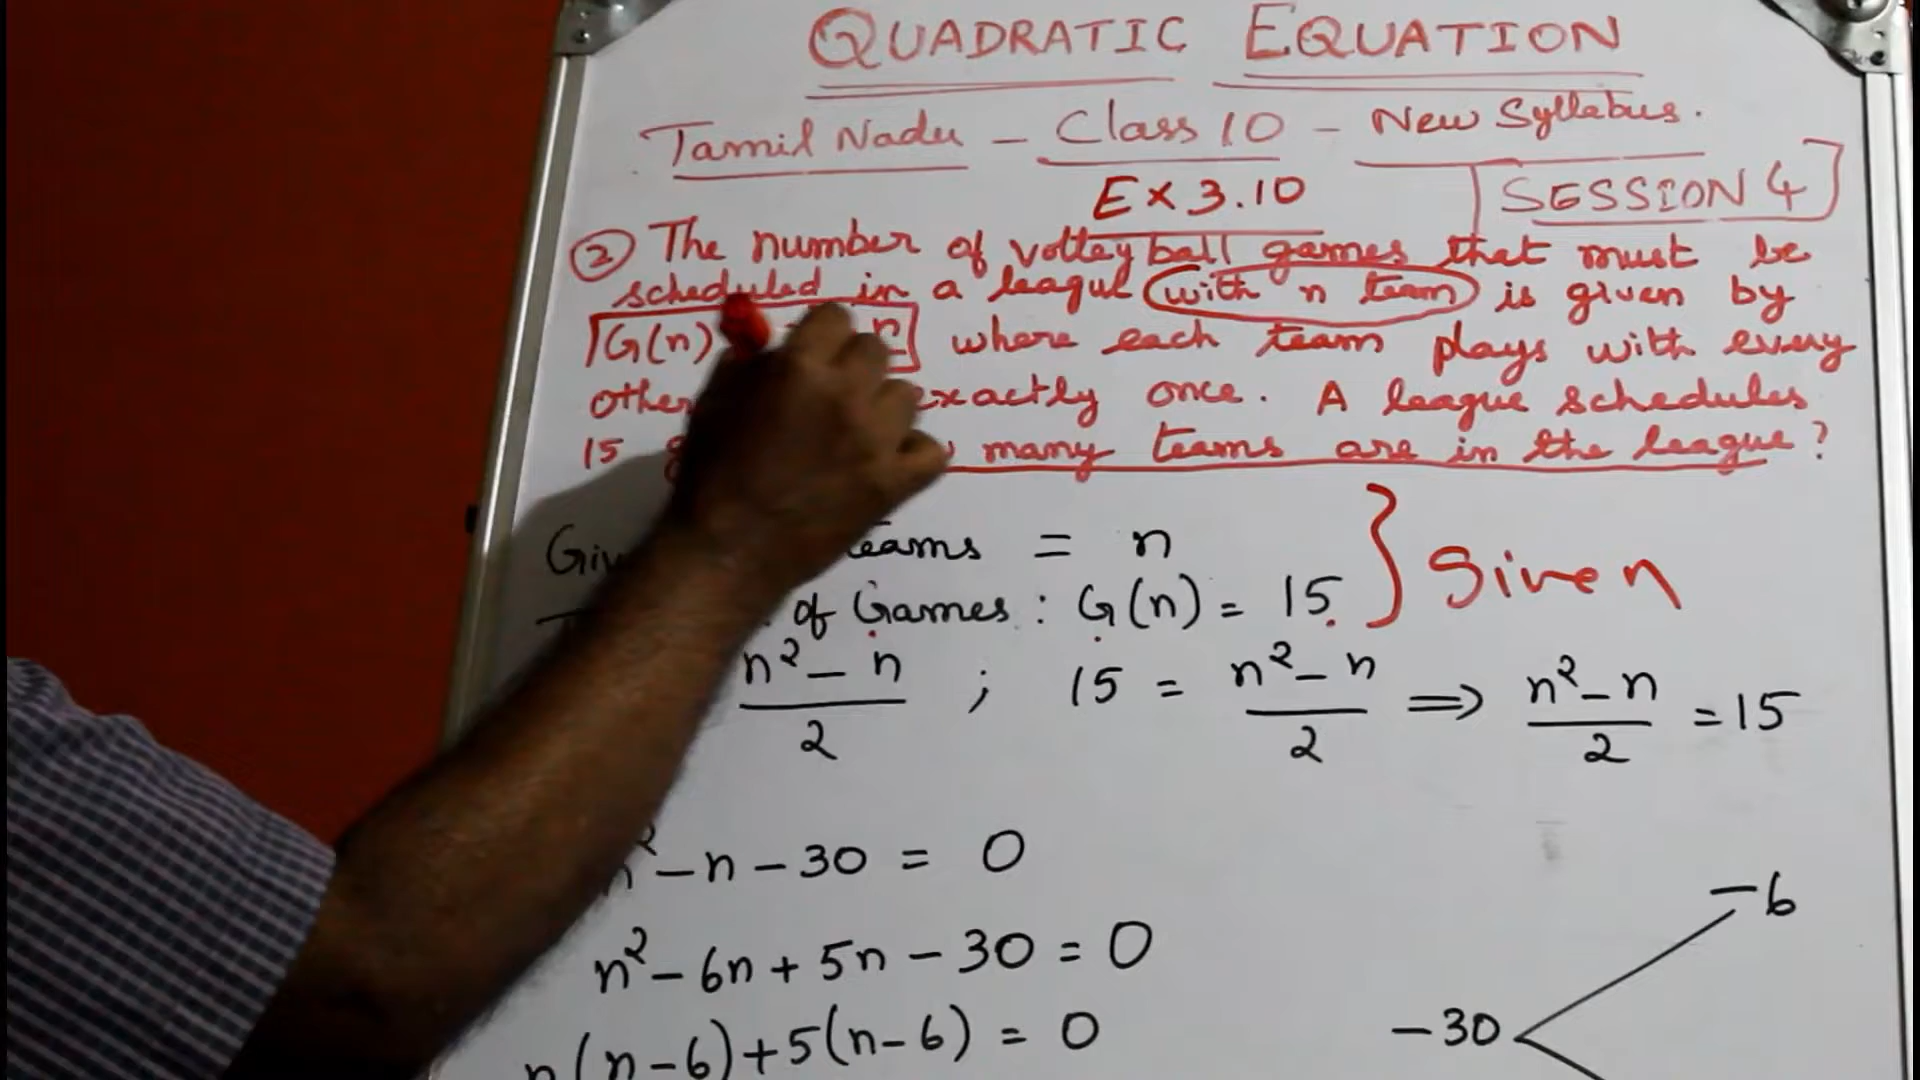 QUADRATIC EQUATION
Tamil Nadu - Class 10 - New Syllabus.
Ex 3.10
SESSION 4
② The number of volleyball games that must be
scheduled in a league with n team is given by
G(n) n where each team plays with every
other exactly once. A league schedules
15 many teams are in the league?
teams = n
of Games : G(n) = 15 } Given
n² - n / 2 ; 15 = n² - n / 2 ⟹ n² - n / 2 = 15
n² - n - 30 = 0
n² - 6n + 5n - 30 = 0
n(n-6)+5(n-6) = 0
-6
-30